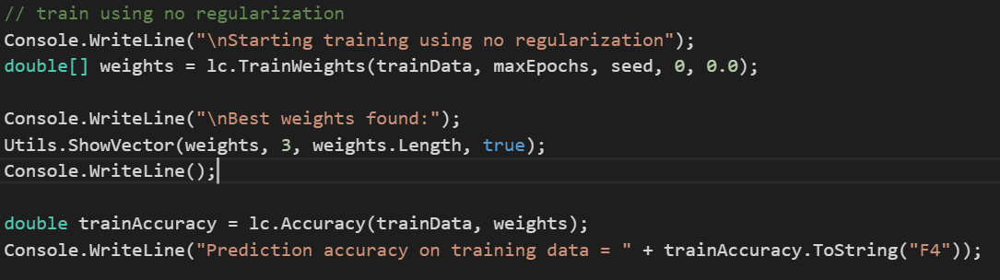 // train using no regularization
Console.WriteLine("\nStarting training using no regularization");
double[] weights = lc.TrainWeights(trainData, maxEpochs, seed, 0, 0.0);
Console.WriteLine("\nBest weights found:");
Utils.ShowVector(weights, 3, weights.Length, true);
Console.WriteLine();
double trainAccuracy = lc.Accuracy(trainData, weights);
Console.WriteLine("Prediction accuracy on training data = " + trainAccuracy.ToString("F4"));